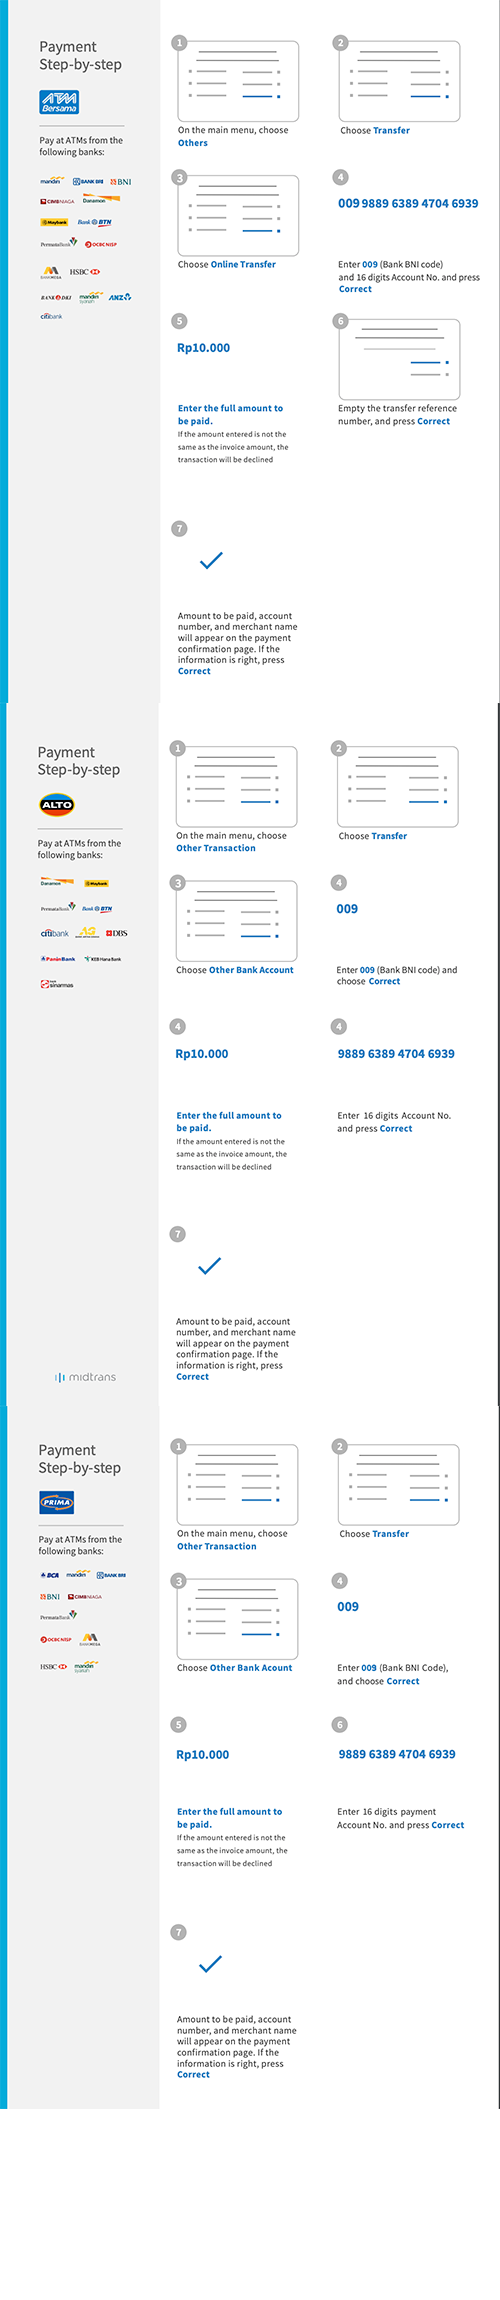 Payment
Step-by-step
ATM
Bersama
Pay at ATMs from the
following banks:
mandiri BANK BRI BNI
CIMB NIAGA Danamon
Maybank Bank BTN
PermataBank OCBC NISP
BANK MEGA HSBC
BANK DKI mandiri syariah ANZ
citibank
1
On the main menu, choose
Others
2
Choose Transfer
3
Choose Online Transfer
4
009 9889 6389 4704 6939
Enter 009 (Bank BNI code)
and 16 digits Account No. and press
Correct
5
Rp10.000
Enter the full amount to
be paid.
If the amount entered is not the
same as the invoice amount, the
transaction will be declined
6
Empty the transfer reference
number, and press Correct
7
Amount to be paid, account
number, and merchant name
will appear on the payment
confirmation page. If the
information is right, press
Correct
Payment
Step-by-step
ALTO
Pay at ATMs from the
following banks:
Danamon Maybank
PermataBank Bank BTN
citibank AG DBS
PaninBank KEB Hana Bank
sinarmas
midtrans
1
On the main menu, choose
Other Transaction
2
Choose Transfer
3
Choose Other Bank Account
4
009
Enter 009 (Bank BNI code) and
choose Correct
4
Rp10.000
Enter the full amount to
be paid.
If the amount entered is not the
same as the invoice amount, the
transaction will be declined
4
9889 6389 4704 6939
Enter 16 digits Account No.
and press Correct
7
Amount to be paid, account
number, and merchant name
will appear on the payment
confirmation page. If the
information is right, press
Correct
Payment
Step-by-step
PRIMA
Pay at ATMs from the
following banks:
BCA mandiri BANK BRI
BNI CIMB NIAGA
PermataBank
OCBC NISP BANK MEGA
HSBC mandiri syariah
1
On the main menu, choose
Other Transaction
2
Choose Transfer
3
Choose Other Bank Acount
4
009
Enter 009 (Bank BNI Code),
and choose Correct
5
Rp10.000
Enter the full amount to
be paid.
If the amount entered is not the
same as the invoice amount, the
transaction will be declined
6
9889 6389 4704 6939
Enter 16 digits payment
Account No. and press Correct
7
Amount to be paid, account
number, and merchant name
will appear on the payment
confirmation page. If the
information is right, press
Correct